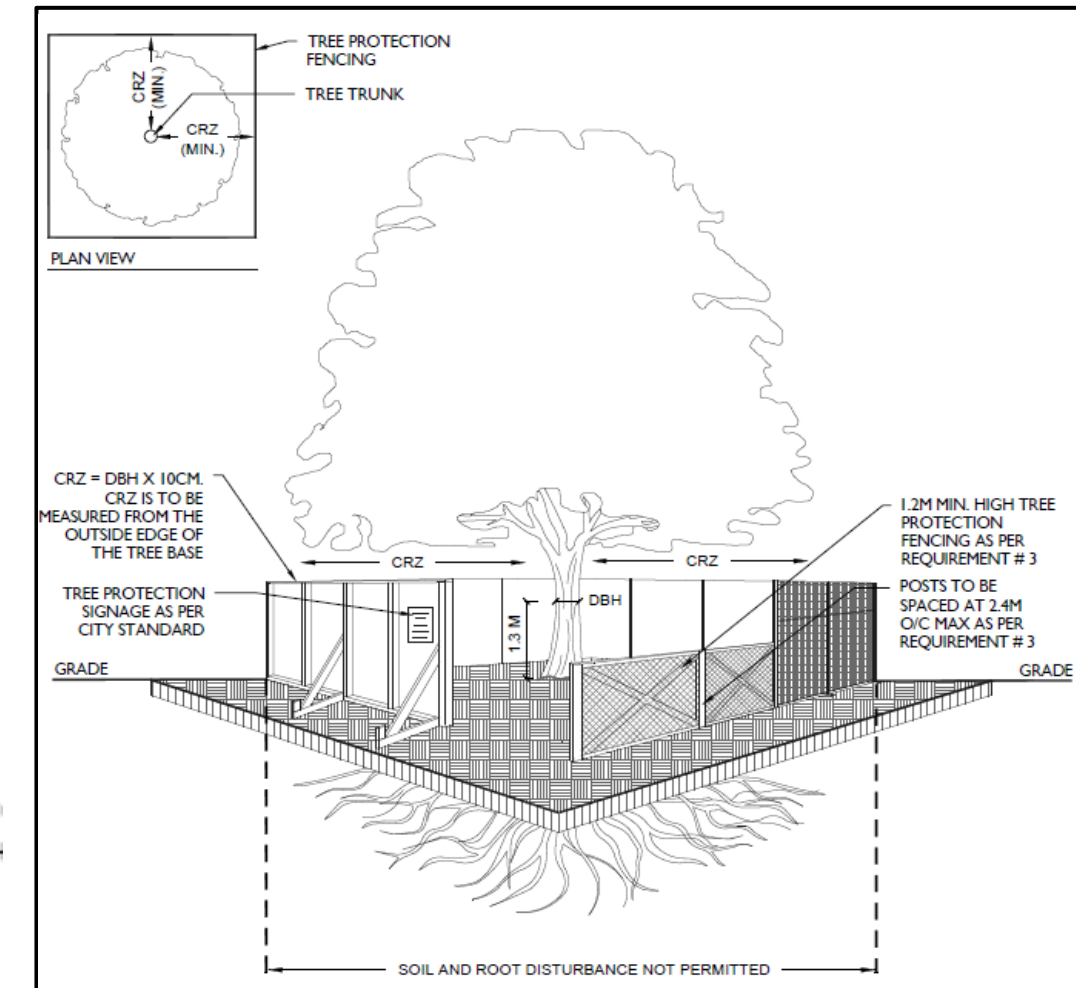 TREE PROTECTION
FENCING
TREE TRUNK
CRZ
(MIN.)
CRZ
(MIN.)
PLAN VIEW
CRZ = DBH X 10CM.
CRZ IS TO BE
MEASURED FROM THE
OUTSIDE EDGE OF
THE TREE BASE
TREE PROTECTION
SIGNAGE AS PER
CITY STANDARD
GRADE
CRZ
CRZ
DBH
1.3 M
1.2M MIN. HIGH TREE
PROTECTION
FENCING AS PER
REQUIREMENT # 3
POSTS TO BE
SPACED AT 2.4M
O/C MAX AS PER
REQUIREMENT # 3
GRADE
SOIL AND ROOT DISTURBANCE NOT PERMITTED